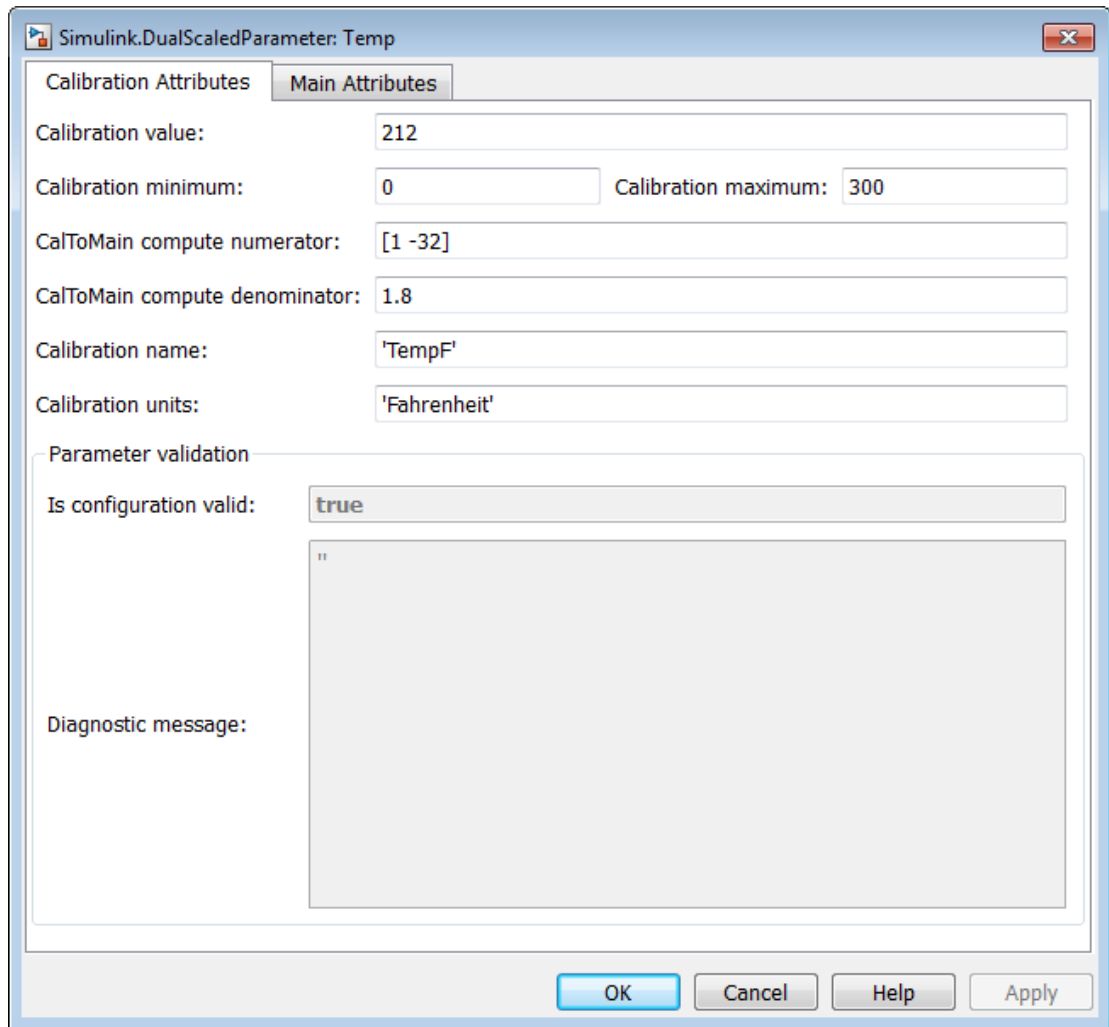 Simulink.DualScaledParameter: Temp
Calibration Attributes Main Attributes
Calibration value: 212
Calibration minimum: 0 Calibration maximum: 300
CalToMain compute numerator: [1 -32]
CalToMain compute denominator: 1.8
Calibration name: 'TempF'
Calibration units: 'Fahrenheit'
Parameter validation
Is configuration valid: true
''
Diagnostic message:
OK Cancel Help Apply